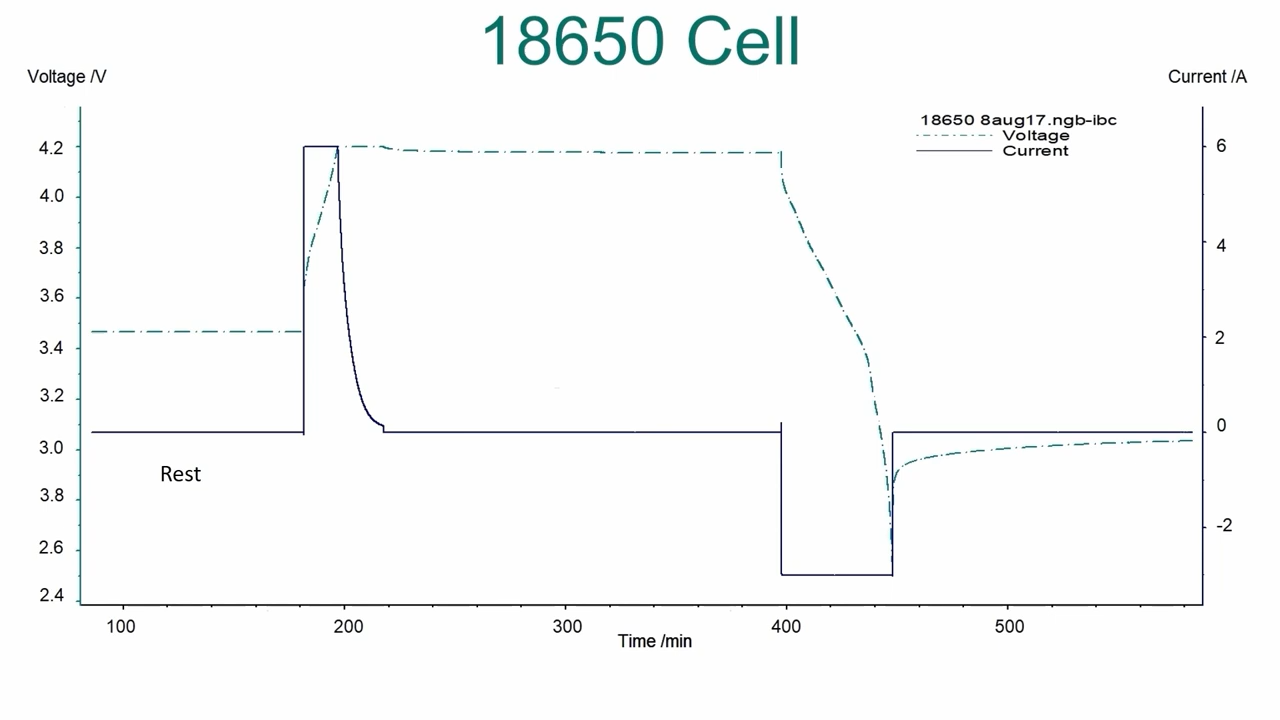 18650 Cell
Voltage /V
Current /A
18650 8aug17.ngb-ibc
Voltage
Current
4.2
4.0
3.8
3.6
3.4
3.2
3.0
3.8
2.6
2.4
6
4
2
0
-2
Rest
100 200 300 400 500
Time /min